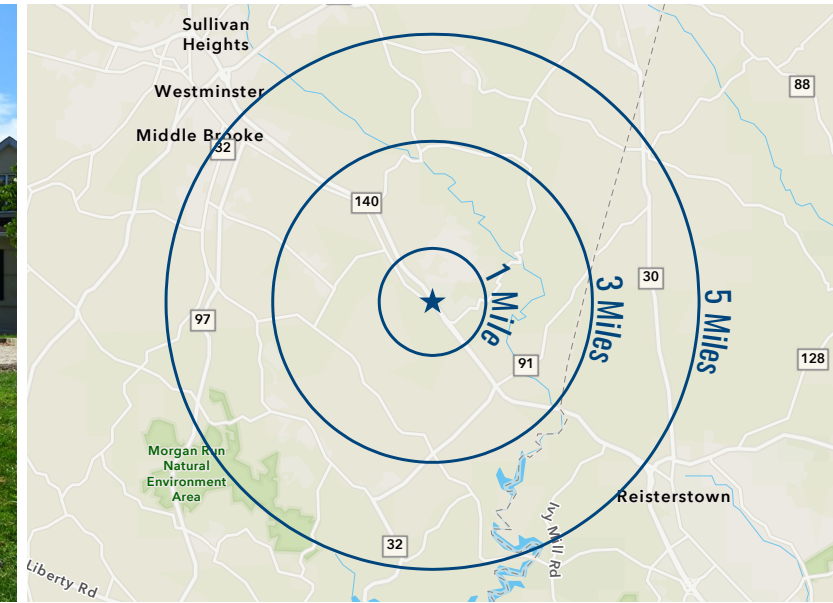 Sullivan
Heights
88
Westminster
Middle Brooke
32
140
30
1 Mile
3 Miles
5 Miles
97
91
128
Morgan Run
Natural
Environment
Area
Reisterstown
Ivy Mill Rd
32
Liberty Rd